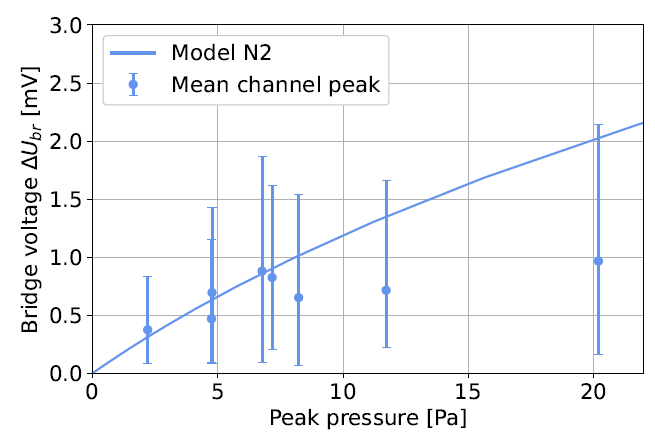 3.0
2.5
2.0
1.5
1.0
0.5
0.0
Bridge voltage ΔU_br [mV]
Model N2
Mean channel peak
0 5 10 15 20
Peak pressure [Pa]